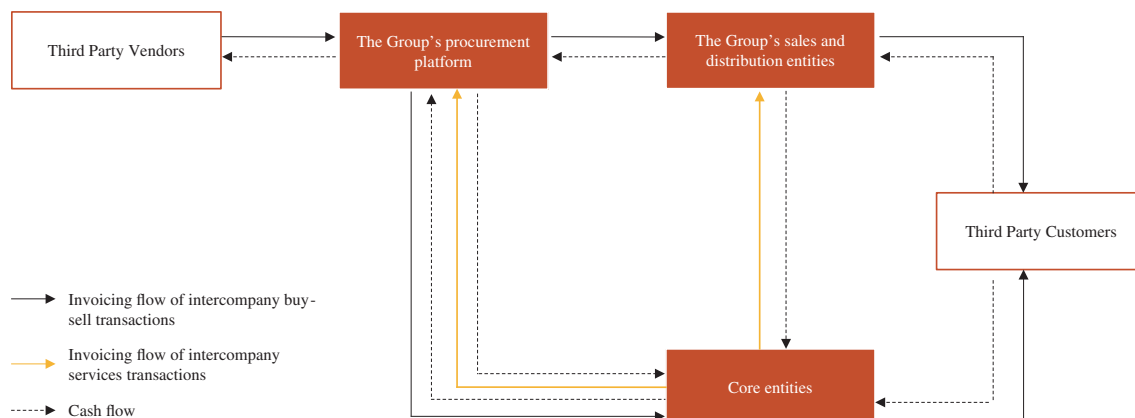 Third Party Vendors
The Group’s procurement
platform
The Group’s sales and
distribution entities
Third Party Customers
Invoicing flow of intercompany buy-
sell transactions
Invoicing flow of intercompany
services transactions
Cash flow
Core entities